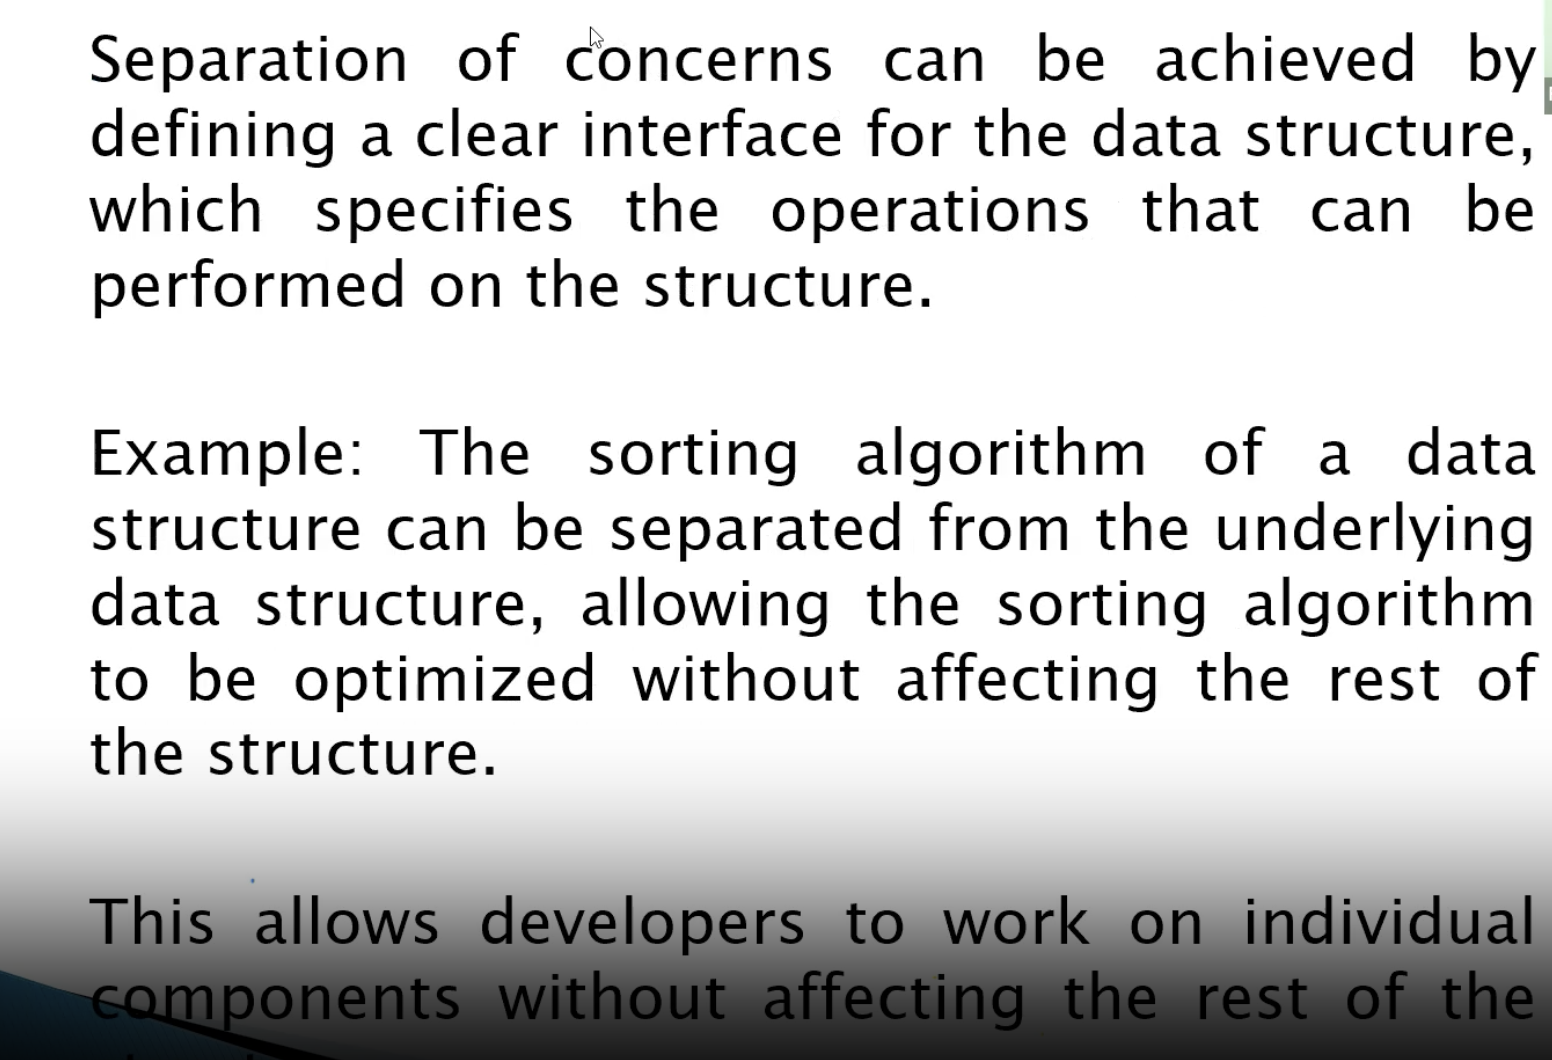 Separation of concerns can be achieved by
defining a clear interface for the data structure,
which specifies the operations that can be
performed on the structure.
Example: The sorting algorithm of a data
structure can be separated from the underlying
data structure, allowing the sorting algorithm
to be optimized without affecting the rest of
the structure.
This allows developers to work on individual
components without affecting the rest of the